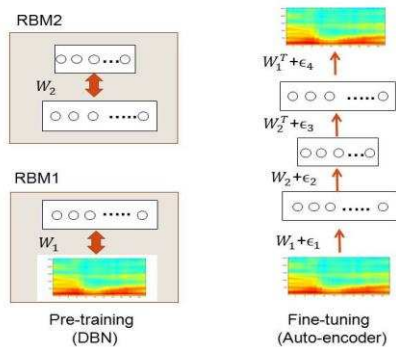 RBM2
W₂
RBM1
W₁
Pre-training
(DBN)
W₁ᵀ+ϵ₄
W₂ᵀ+ϵ₃
W₂+ϵ₂
W₁+ϵ₁
Fine-tuning
(Auto-encoder)